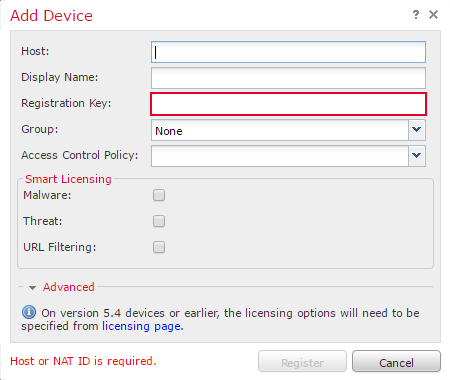 Add Device
?
Host:
Display Name:
Registration Key:
Group: None
Access Control Policy:
Smart Licensing
Malware:
Threat:
URL Filtering:
Advanced
On version 5.4 devices or earlier, the licensing options will need to be
specified from licensing page.
Host or NAT ID is required. Register Cancel